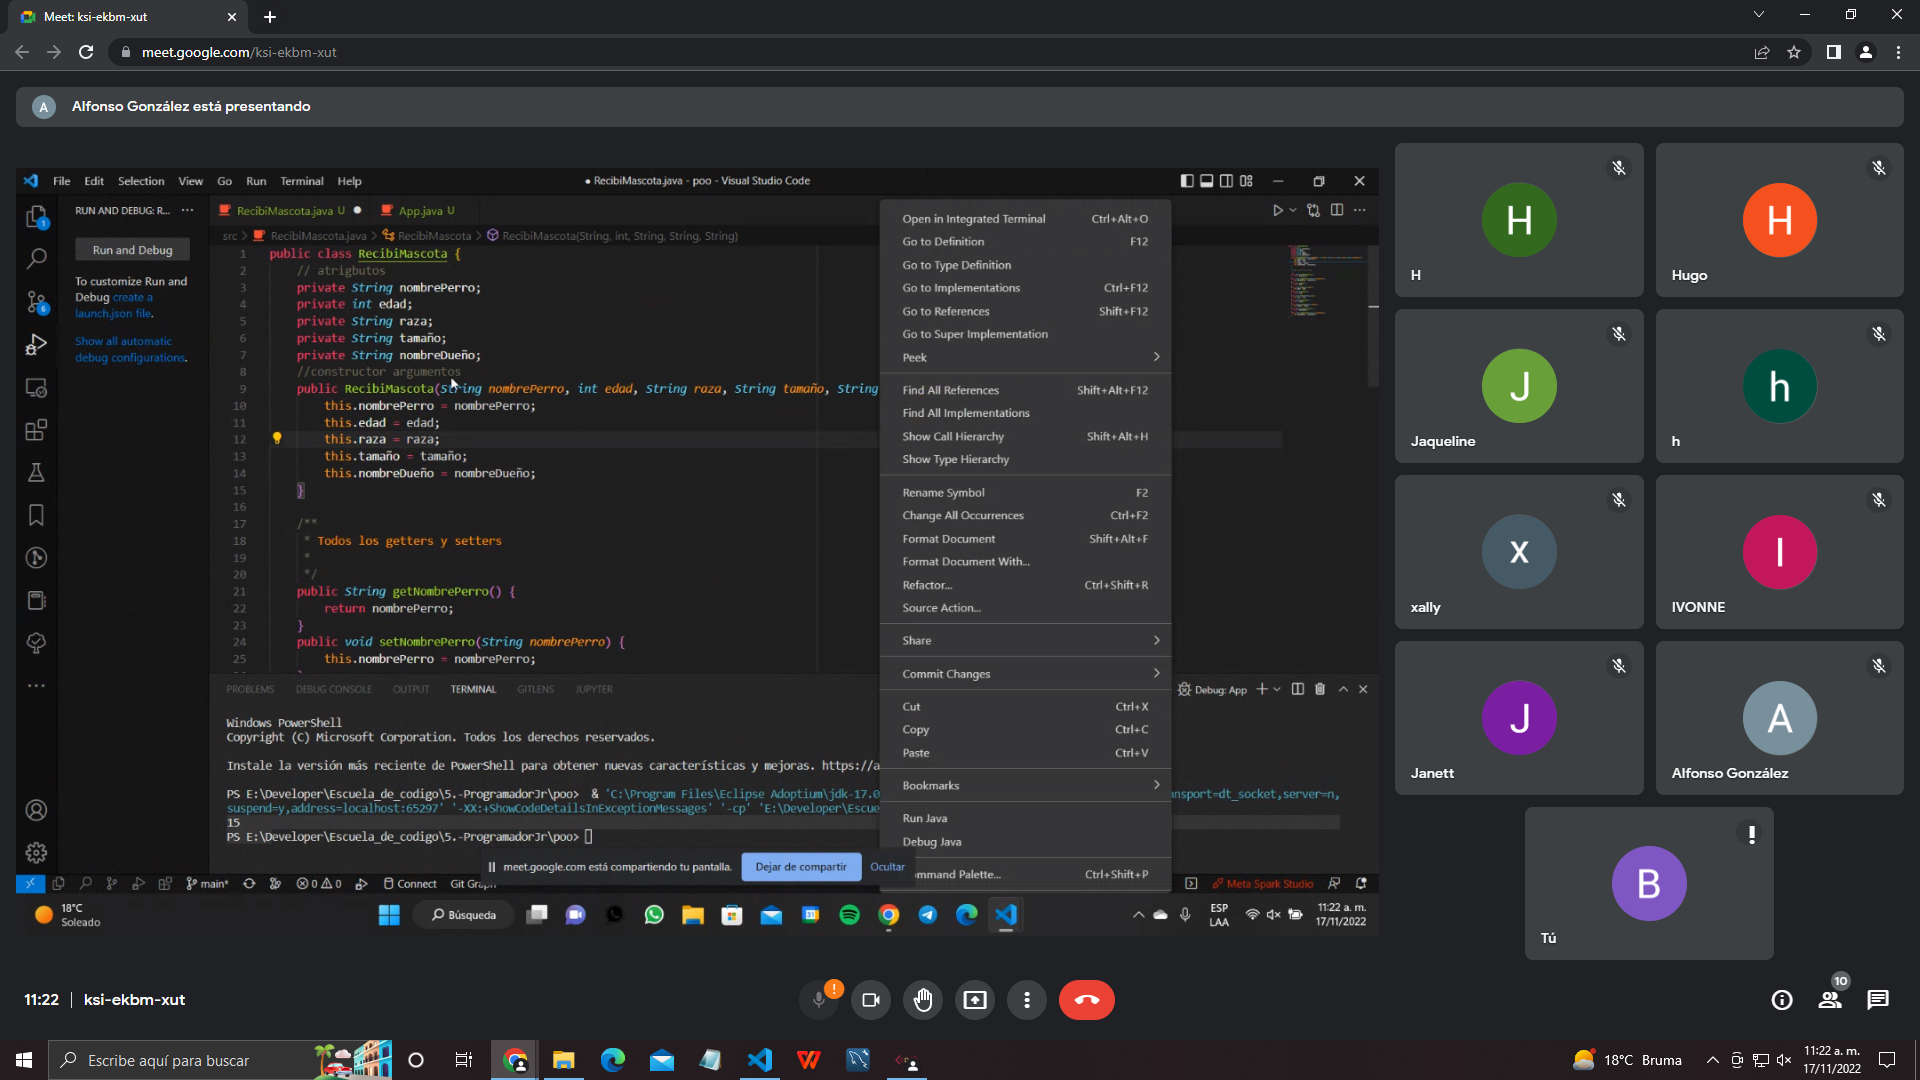 Meet: ksi-ekbm-xut
meet.google.com/ksi-ekbm-xut
A Alfonso González está presentando
File Edit Selection View Go Run Terminal Help
● RecibiMascota.java - poo - Visual Studio Code
RUN AND DEBUG: R... ···
Run and Debug
To customize Run and
Debug create a
launch.json file.
Show all automatic
debug configurations.
1
6
RecibiMascota.java U ●
App.java U
src > RecibiMascota.java > RecibiMascota > RecibiMascota(String, int, String, String, String)
1 public class RecibiMascota {
2 // atrigbutos
3 private String nombrePerro;
4 private int edad;
5 private String raza;
6 private String tamaño;
7 private String nombreDueño;
8 //constructor argumentos
9 public RecibiMascota(String nombrePerro, int edad, String raza, String tamaño, String
10 this.nombrePerro = nombrePerro;
11 this.edad = edad;
12 this.raza = raza;
13 this.tamaño = tamaño;
14 this.nombreDueño = nombreDueño;
15 }
16
17 /**
18 * Todos los getters y setters
19 *
20 */
21 public String getNombrePerro() {
22 return nombrePerro;
23 }
24 public void setNombrePerro(String nombrePerro) {
25 this.nombrePerro = nombrePerro;
Open in Integrated Terminal Ctrl+Alt+O
Go to Definition F12
Go to Type Definition
Go to Implementations Ctrl+F12
Go to References Shift+F12
Go to Super Implementation
Peek
Find All References Shift+Alt+F12
Find All Implementations
Show Call Hierarchy Shift+Alt+H
Show Type Hierarchy
Rename Symbol F2
Change All Occurrences Ctrl+F2
Format Document Shift+Alt+F
Format Document With...
Refactor... Ctrl+Shift+R
Source Action...
Share
Commit Changes
Cut Ctrl+X
Copy Ctrl+C
Paste Ctrl+V
Bookmarks
Run Java
Debug Java
ommand Palette... Ctrl+Shift+P
PROBLEMS DEBUG CONSOLE OUTPUT TERMINAL GITLENS JUPYTER
Debug: App
Windows PowerShell
Copyright (C) Microsoft Corporation. Todos los derechos reservados.
Instale la versión más reciente de PowerShell para obtener nuevas características y mejoras. https://a
PS E:\Developer\Escuela_de_codigo\5.-ProgramadorJr\poo> & 'C:\Program Files\Eclipse Adoptium\jdk-17.0 nsport=dt_socket,server=n,
suspend=y,address=localhost:65297' '-XX:+ShowCodeDetailsInExceptionMessages' '-cp' 'E:\Developer\Escue
15
PS E:\Developer\Escuela_de_codigo\5.-ProgramadorJr\poo>
meet.google.com está compartiendo tu pantalla. Dejar de compartir Ocultar
main* 0 0 Connect Git Graph Meta Spark Studio
18°C
Soleado
Búsqueda
ESP
LAA
11:22 a. m.
17/11/2022
H
H
H
Hugo
J
Jaqueline
h
h
x
xally
I
IVONNE
J
Janett
A
Alfonso González
B
Tú
11:22 | ksi-ekbm-xut
10
Escribe aquí para buscar
18°C Bruma
11:22 a. m.
17/11/2022